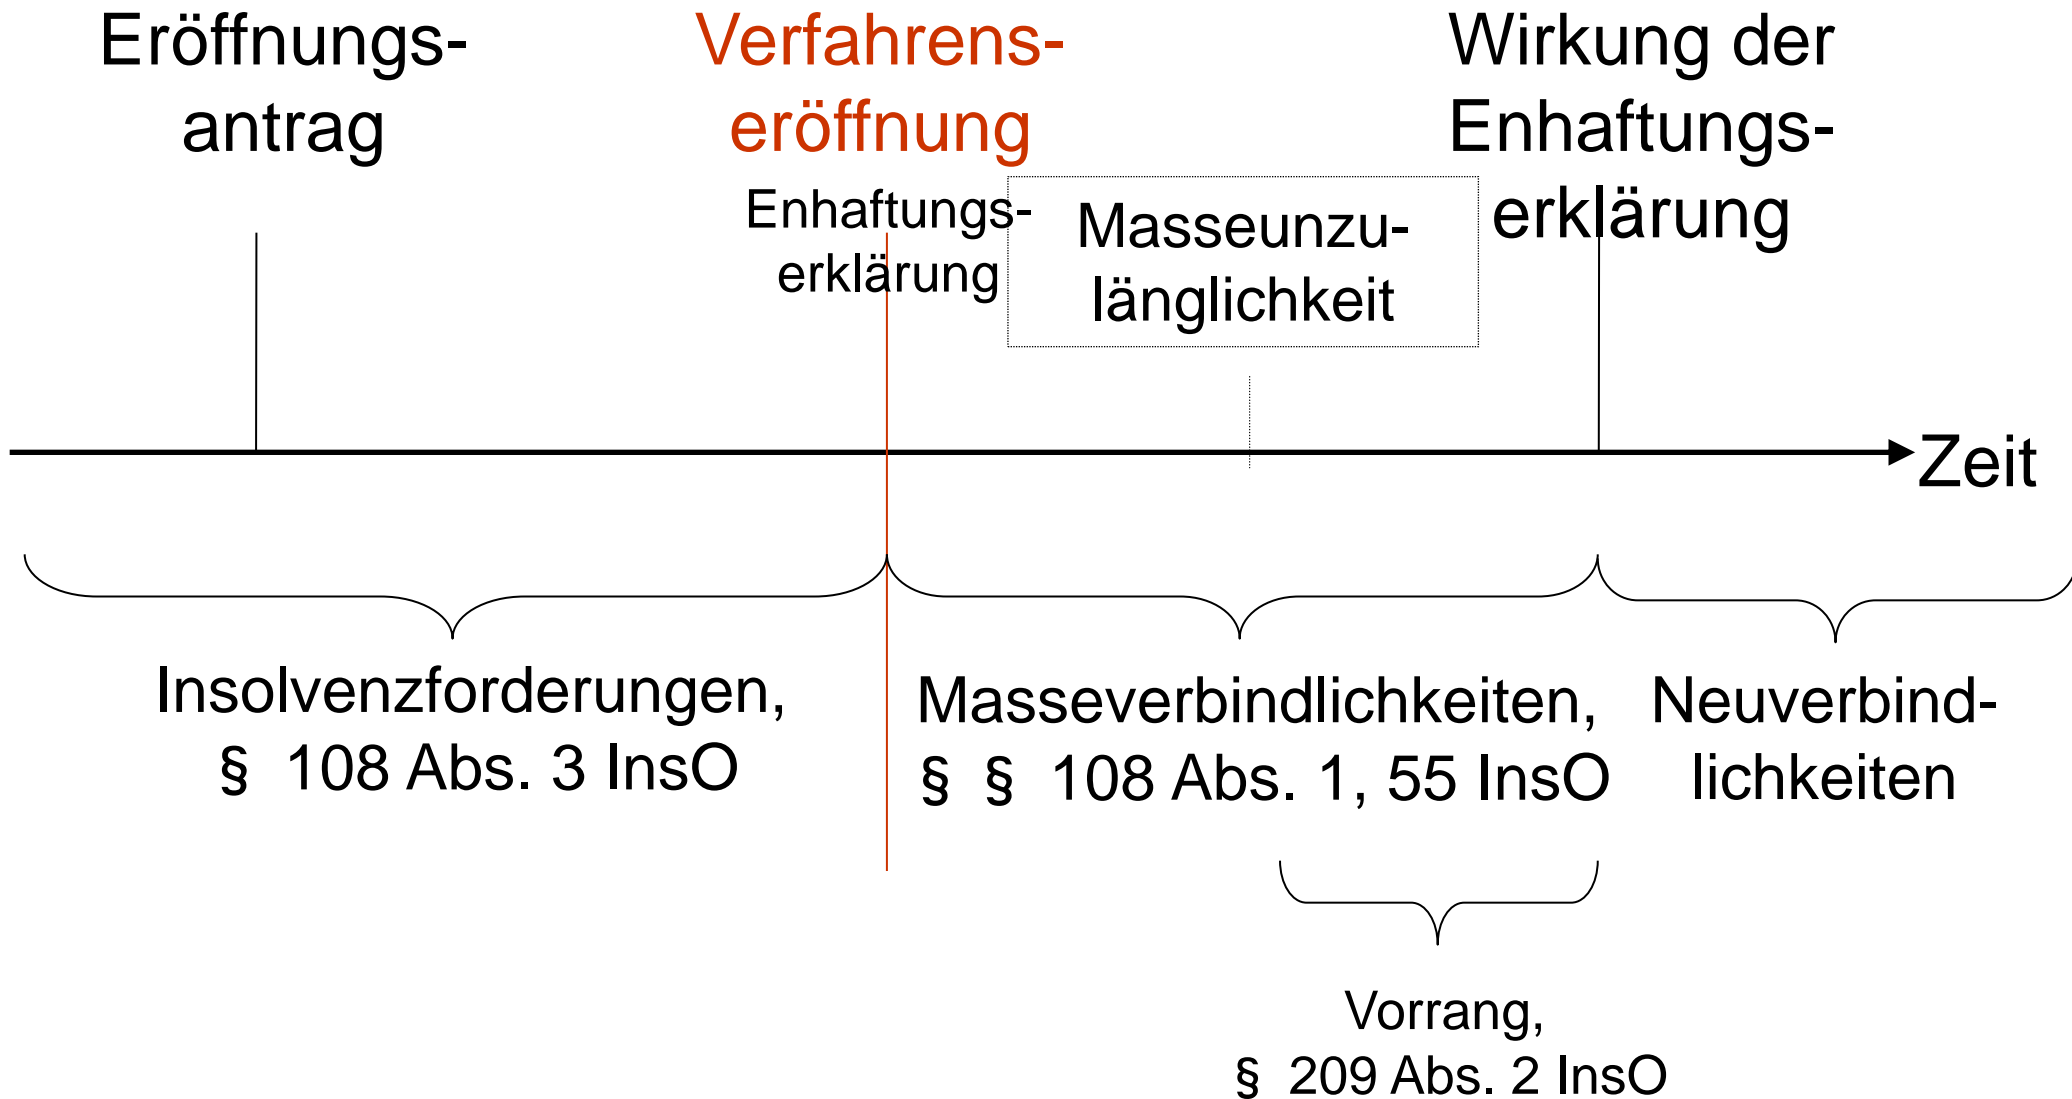 Eröffnungs-
antrag
Verfahrens-
eröffnung
Enhaftungs-
erklärung
Masseunzu-
länglichkeit
Wirkung der
Enhaftungs-
erklärung
Zeit
Insolvenzforderungen,
§ 108 Abs. 3 InsO
Masseverbindlichkeiten,
§ § 108 Abs. 1, 55 InsO
Neuverbind-
lichkeiten
Vorrang,
§ 209 Abs. 2 InsO